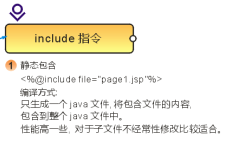 include 指令
1 静态包含
<%@include file="page1.jsp"%>
编译方式:
只生成一个 java 文件, 将包含文件的内容,
包含到整个 java 文件中。
性能高一些, 对于子文件不经常性修改比较适合。